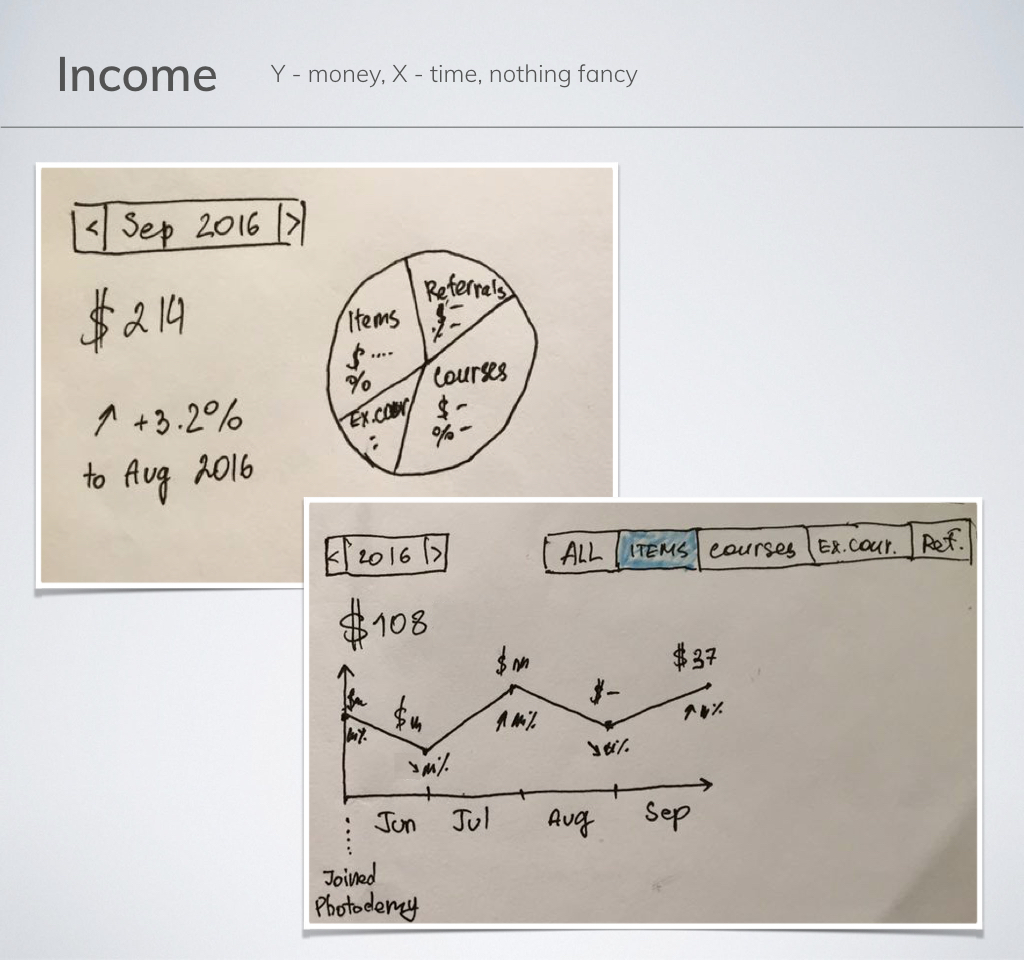 Income
Y - money, X - time, nothing fancy
< Sep 2016 >
$ 214
↑ +3.2%
to Aug 2016
Items
$ ....
%
Referrals
$ -
% -
Courses
$ -
% -
Ex.cour
:
< 2016 >
ALL ITEMS courses Ex.cour. Ref.
$108
$
%
$
↘ %
$
↑ %
$ -
↘ %
$37
↗ %
Jun Jul Aug Sep
Joined
Photodemy